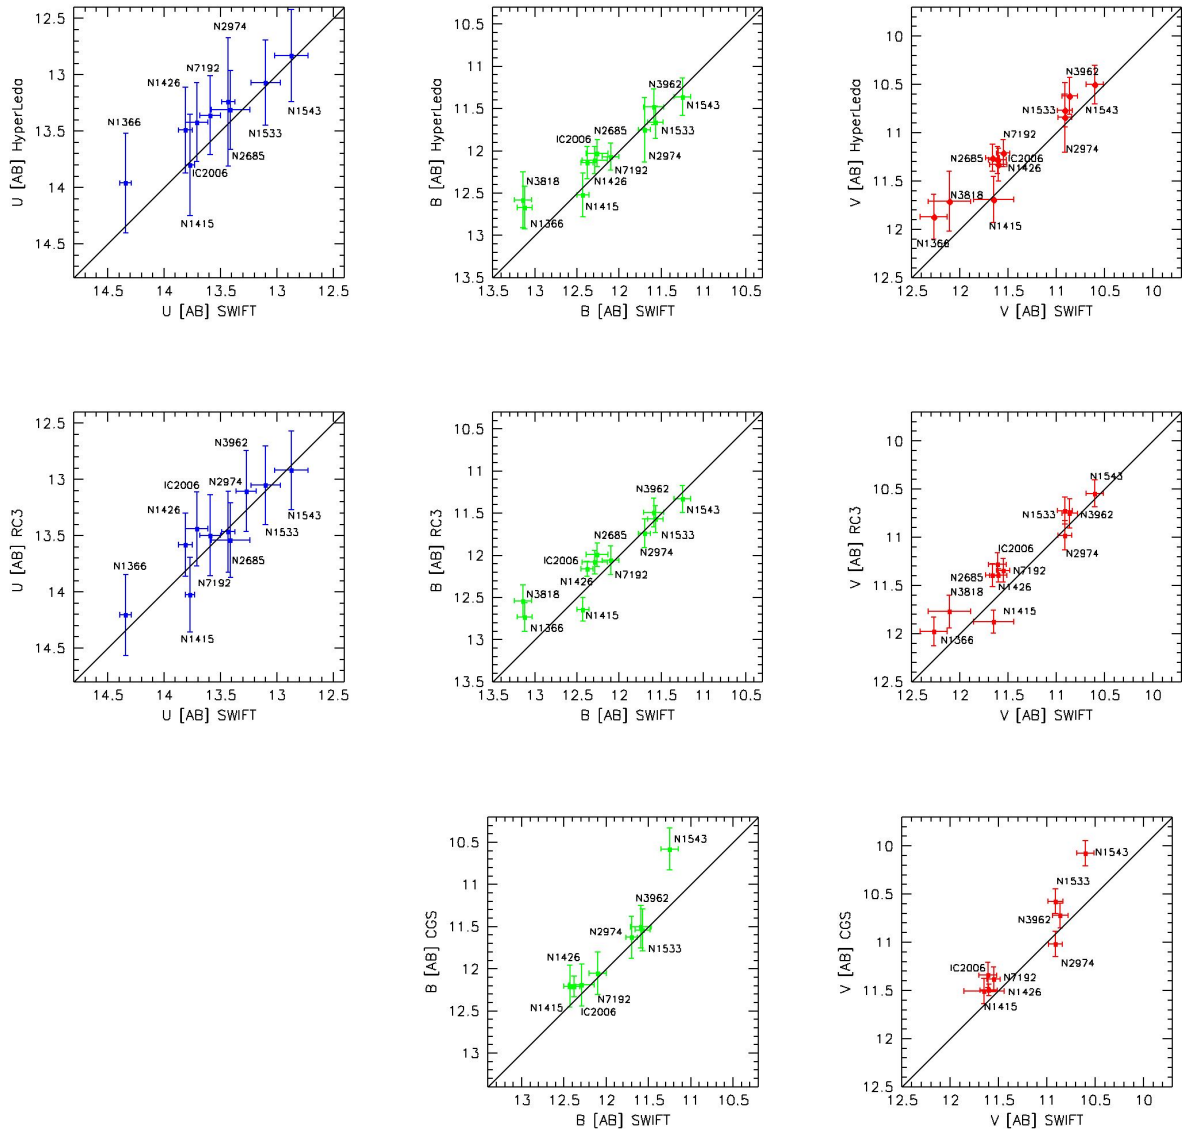 12.5
13
13.5
14
14.5
U [AB] HyperLeda
N2974
N7192
N1426
N1366
N1543
N1533
N2685
IC2006
N1415
14.5 14 13.5 13 12.5
U [AB] SWIFT
10.5
11
11.5
12
12.5
13
13.5
B [AB] HyperLeda
N3962
N1543
N2685
N1533
IC2006
N2974
N7192
N3818
N1426
N1415
N1366
13.5 13 12.5 12 11.5 11 10.5
B [AB] SWIFT
10
10.5
11
11.5
12
12.5
V [AB] HyperLeda
N3962
N1533
N1543
N7192
N2974
N2685
IC2006
N1426
N3818
N1415
N1366
12.5 12 11.5 11 10.5 10
V [AB] SWIFT
12.5
13
13.5
14
14.5
U [AB] RC3
N3962
N2974
IC2006
N1426
N1543
N1533
N1366
N2685
N7192
N1415
14.5 14 13.5 13 12.5
U [AB] SWIFT
10.5
11
11.5
12
12.5
13
13.5
B [AB] RC3
N3962
N1543
N2685
N1533
IC2006
N2974
N7192
N1426
N3818
N1415
N1366
13.5 13 12.5 12 11.5 11 10.5
B [AB] SWIFT
10
10.5
11
11.5
12
12.5
V [AB] RC3
N1543
N1533
N3962
N2974
IC2006
N7192
N2685
N1426
N3818
N1415
N1366
12.5 12 11.5 11 10.5 10
V [AB] SWIFT
10.5
11
11.5
12
12.5
13
B [AB] CGS
N1543
N3962
N2974
N1533
N1426
N7192
N1415
IC2006
13 12.5 12 11.5 11 10.5
B [AB] SWIFT
10
10.5
11
11.5
12
12.5
V [AB] CGS
N1543
N1533
N3962
N2974
IC2006
N7192
N1426
N1415
12.5 12 11.5 11 10.5 10
V [AB] SWIFT